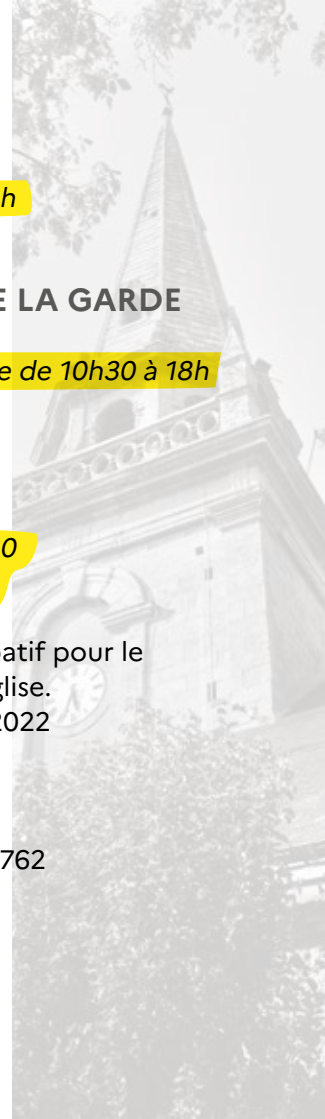 h
E LA GARDE
e de 10h30 à 18h
0
atif pour le
glise.
2022
762